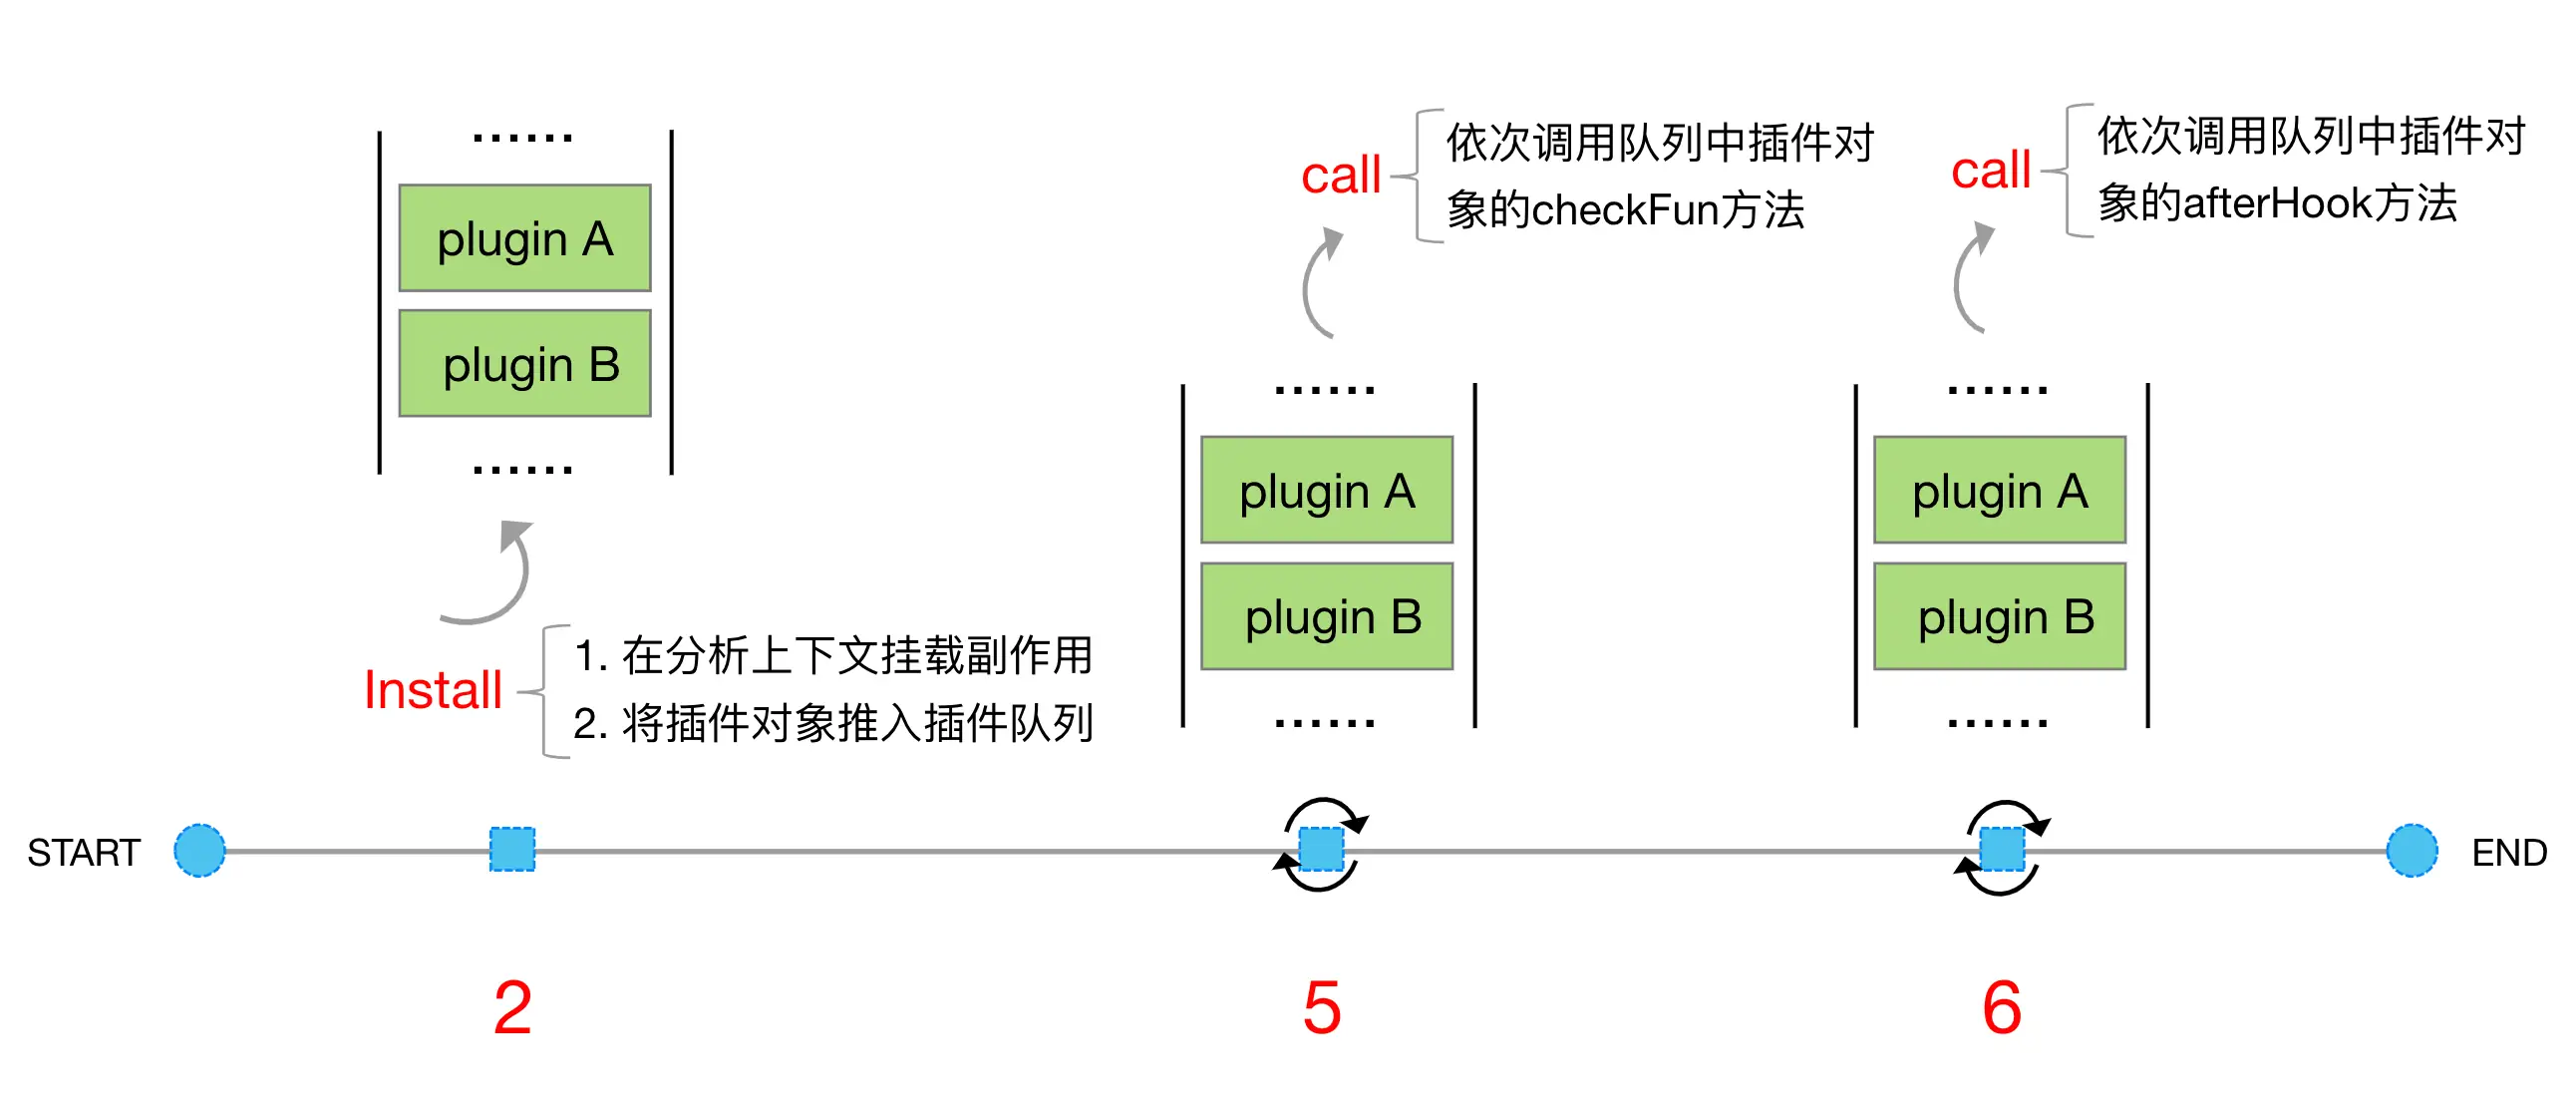 ......
plugin A
plugin B
......
Install
1. 在分析上下文挂载副作用
2. 将插件对象推入插件队列
call
依次调用队列中插件对
象的checkFun方法
......
plugin A
plugin B
......
call
依次调用队列中插件对
象的afterHook方法
......
plugin A
plugin B
......
START
END
2
5
6